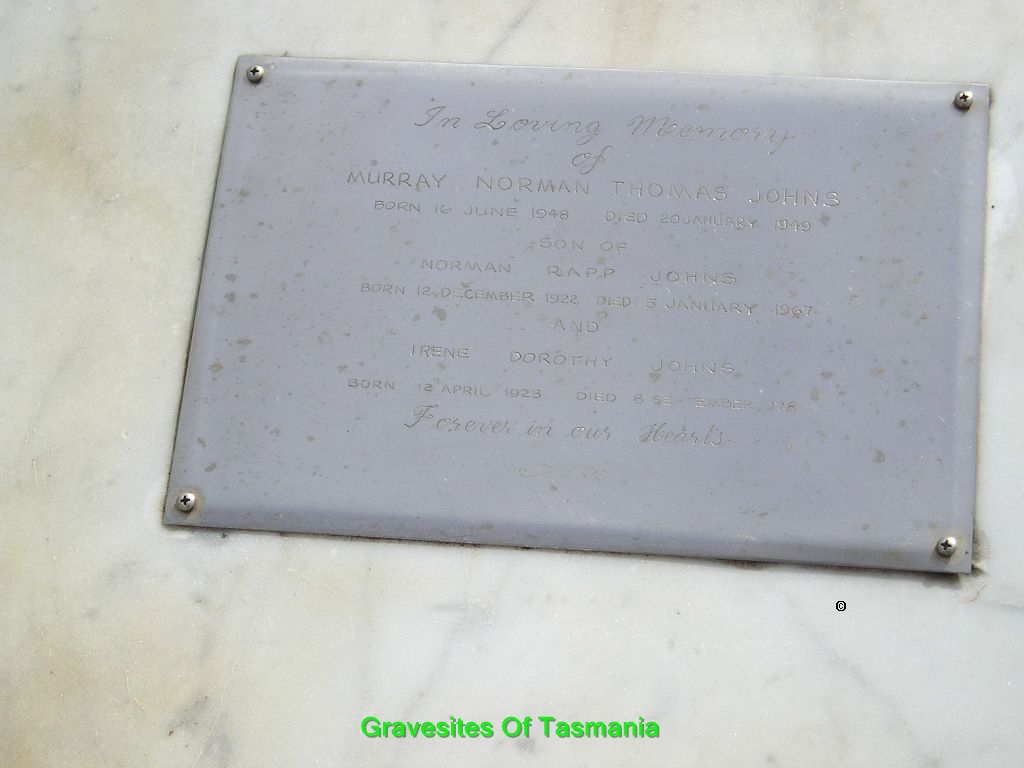 In Loving Memory
of
MURRAY NORMAN THOMAS JOHNS
BORN 16 JUNE 1948 DIED 20 JANUARY 1949
SON OF
NORMAN RAPP JOHNS
BORN 12 DECEMBER 1922 DIED 5 JANUARY 1967
AND
IRENE DOROTHY JOHNS
BORN 12 APRIL 1923 DIED 8 SEPTEMBER 1978
Forever in our Hearts
©
Gravesites Of Tasmania